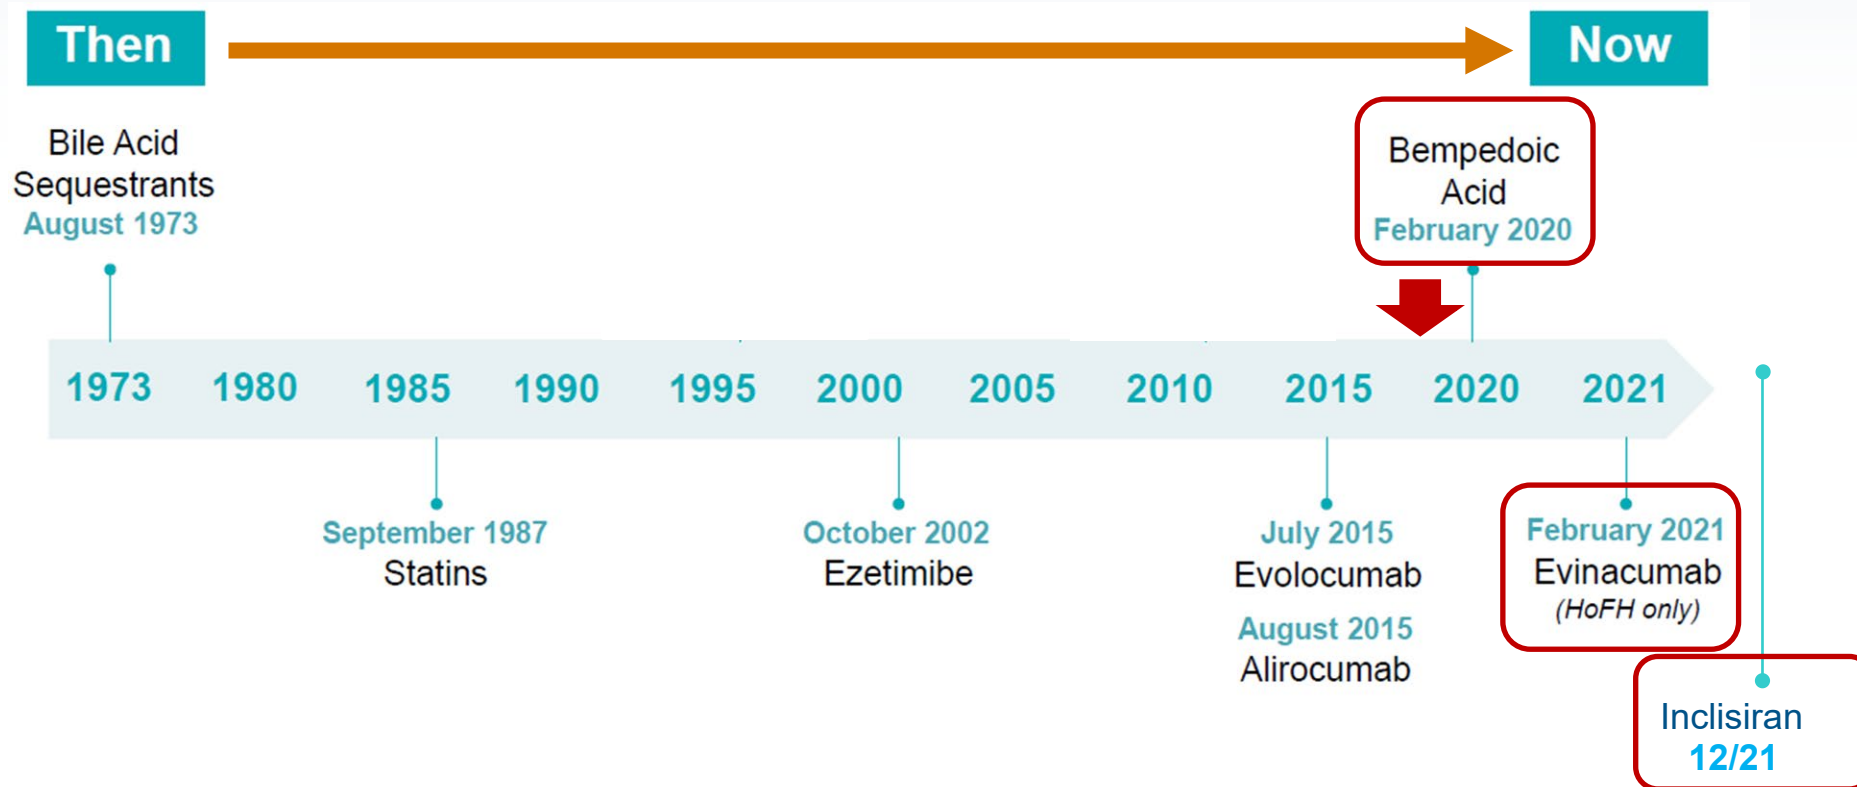 Then
Now
Bile Acid
Sequestrants
August 1973
Bempedoic
Acid
February 2020
1973 1980 1985 1990 1995 2000 2005 2010 2015 2020 2021
September 1987
Statins
October 2002
Ezetimibe
July 2015
Evolocumab
August 2015
Alirocumab
February 2021
Evinacumab
(HoFH only)
Inclisiran
12/21